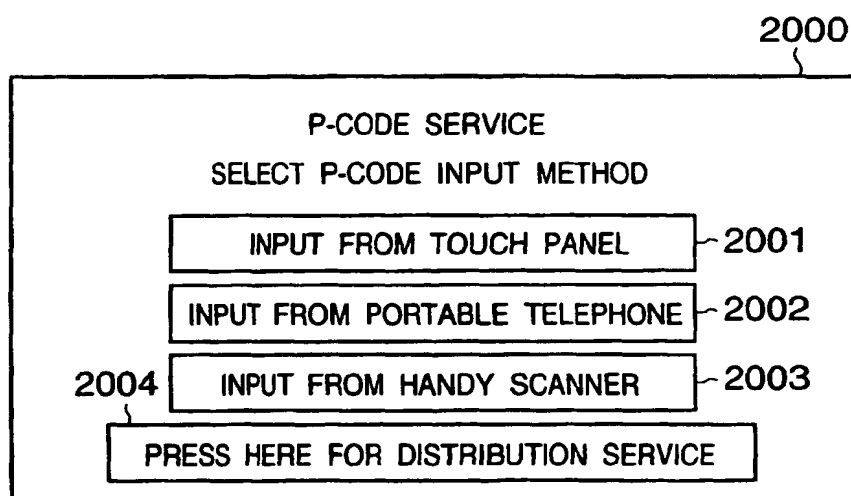 2000
P-CODE SERVICE
SELECT P-CODE INPUT METHOD
INPUT FROM TOUCH PANEL 2001
INPUT FROM PORTABLE TELEPHONE 2002
2004 INPUT FROM HANDY SCANNER 2003
PRESS HERE FOR DISTRIBUTION SERVICE